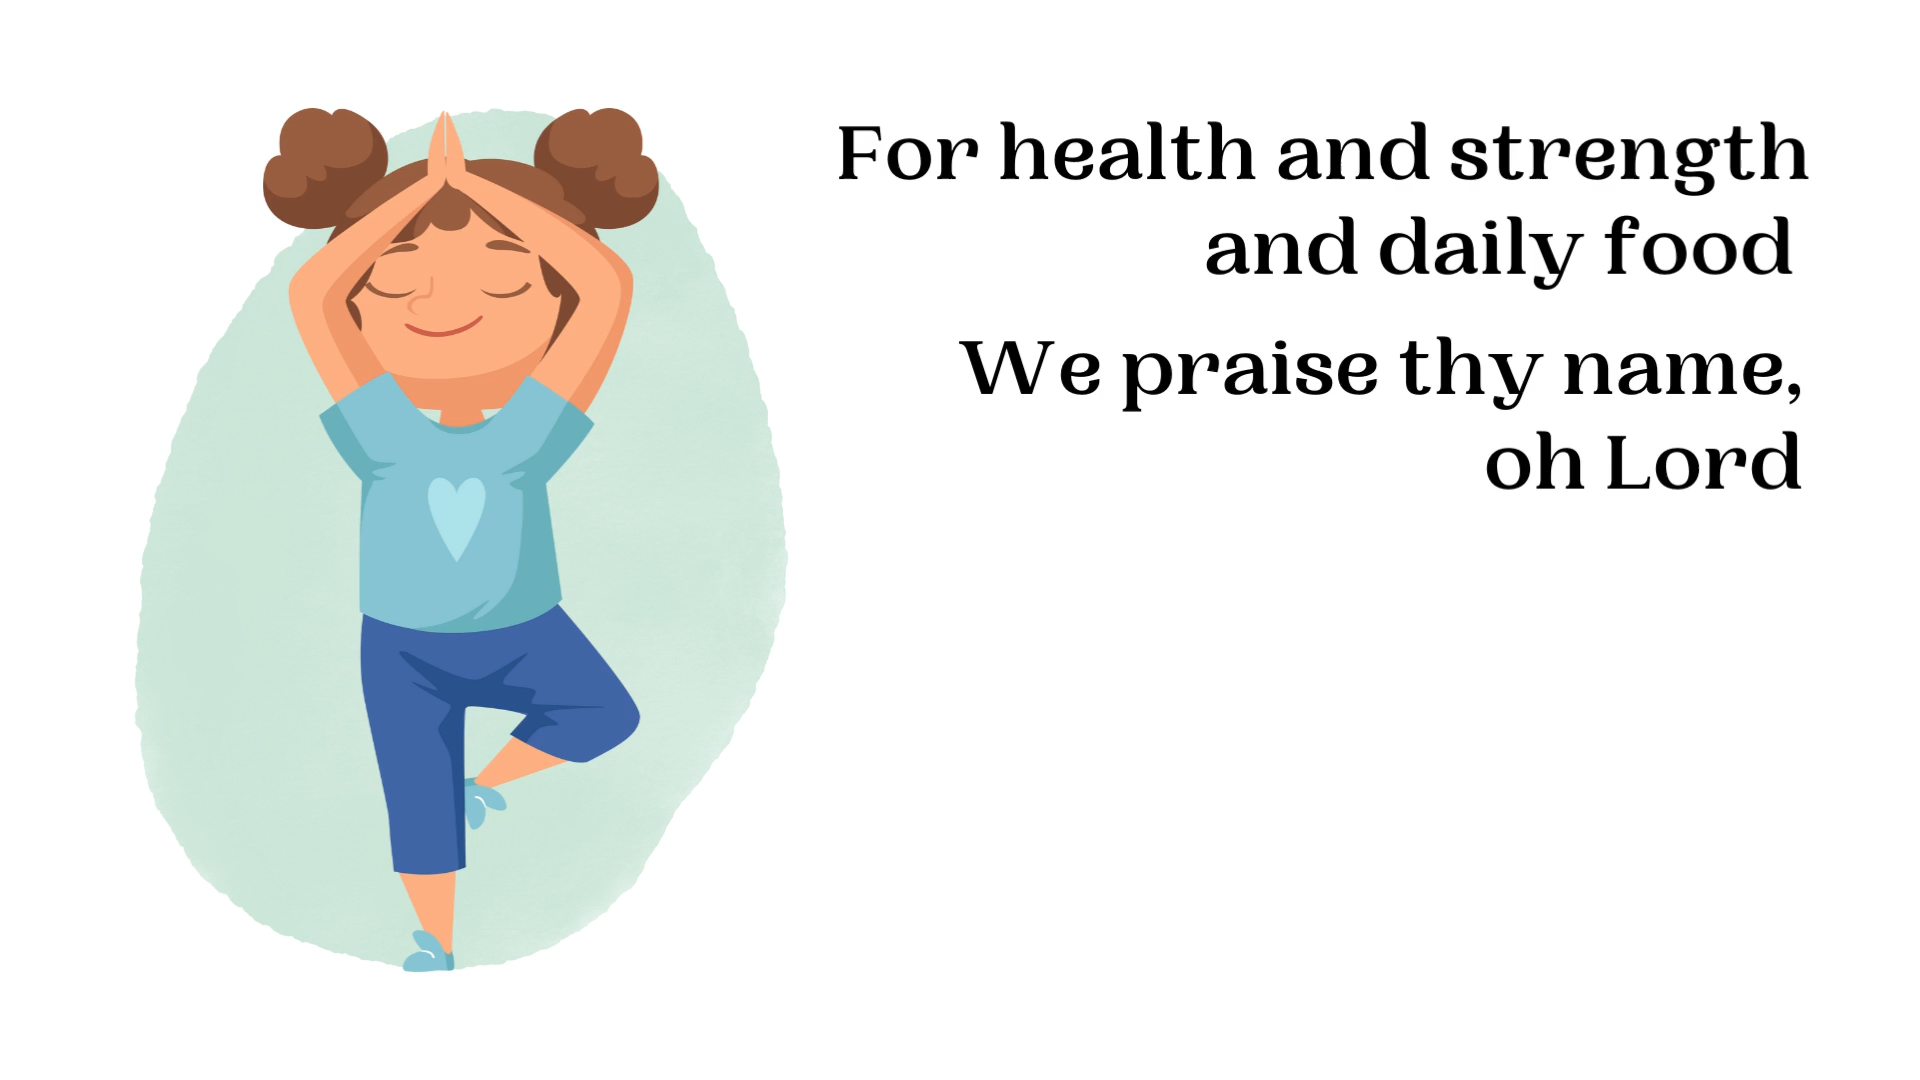 For health and strength
and daily food
We praise thy name,
oh Lord